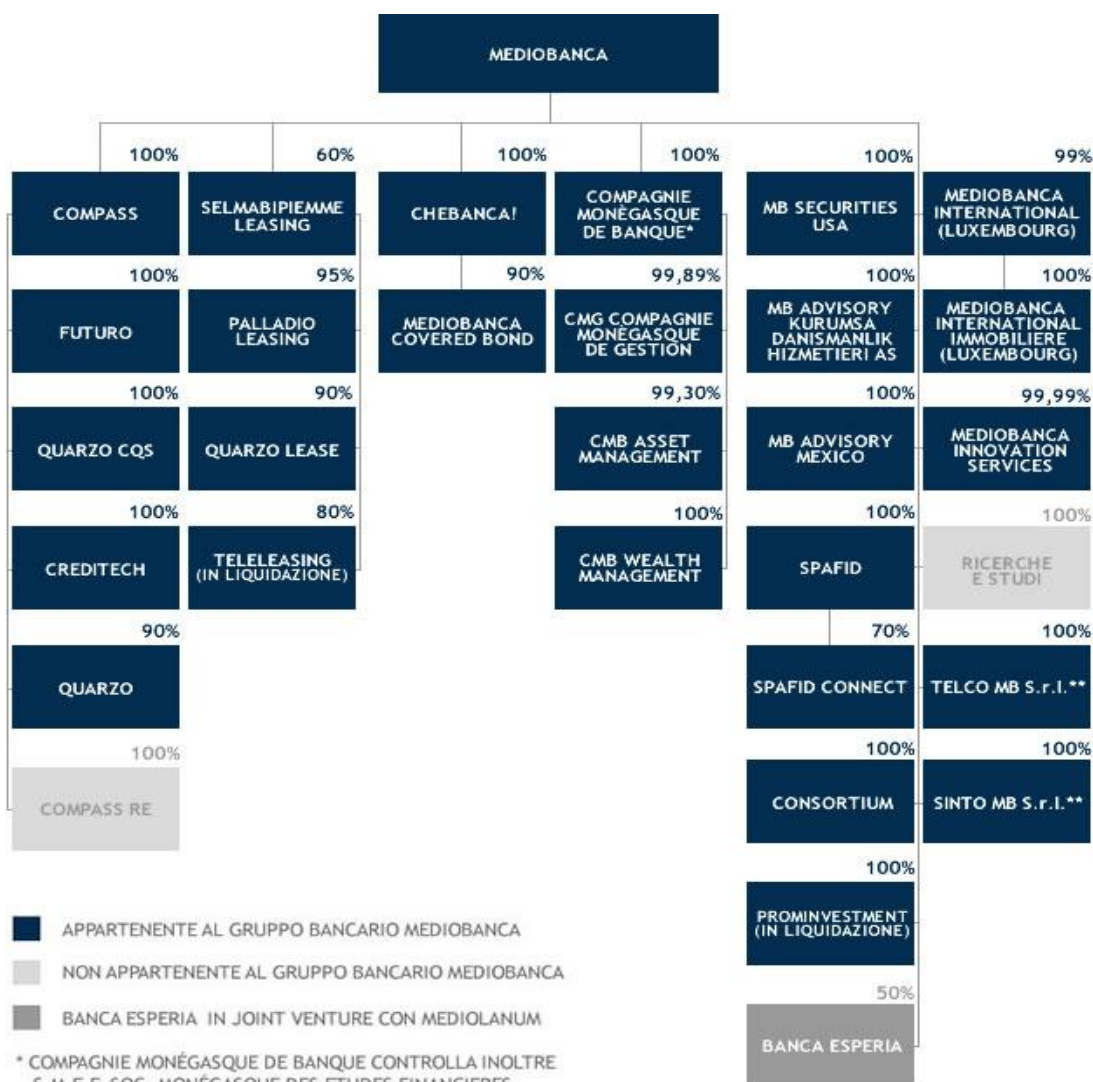 MEDIOBANCA
100%
60%
100%
100%
100%
99%
COMPASS
SELMABIPIEMME
LEASING
CHEBANCA!
COMPAGNIE
MONÈGASQUE
DE BANQUE*
MB SECURITIES
USA
MEDIOBANCA
INTERNATIONAL
(LUXEMBOURG)
100%
95%
90%
99,89%
100%
100%
FUTURO
PALLADIO
LEASING
MEDIOBANCA
COVERED BOND
CMG COMPAGNIE
MONÈGASQUE
DE GESTION
MB ADVISORY
KURUMSA
DANISMANLIK
HIZMETIERI AS
MEDIOBANCA
INTERNATIONAL
IMMOBILIERE
(LUXEMBOURG)
100%
90%
99,30%
100%
99,99%
QUARZO CQS
QUARZO LEASE
CMB ASSET
MANAGEMENT
MB ADVISORY
MEXICO
MEDIOBANCA
INNOVATION
SERVICES
100%
80%
100%
100%
100%
CREDITECH
TELELEASING
(IN LIQUIDAZIONE)
CMB WEALTH
MANAGEMENT
SPAFID
RICERCHE
E STUDI
90%
70%
100%
QUARZO
SPAFID CONNECT
TELCO MB S.r.l.**
100%
100%
100%
COMPASS RE
CONSORTIUM
SINTO MB S.r.l.**
100%
PROMINVESTMENT
(IN LIQUIDAZIONE)
50%
BANCA ESPERIA
APPARTENENTE AL GRUPPO BANCARIO MEDIOBANCA
NON APPARTENENTE AL GRUPPO BANCARIO MEDIOBANCA
BANCA ESPERIA IN JOINT VENTURE CON MEDIOLANUM
* COMPAGNIE MONÉGASQUE DE BANQUE CONTROLLA INOLTRE
S.M.E.F. SOC. MONÉGASQUE DES ETUDES FINANCIERES